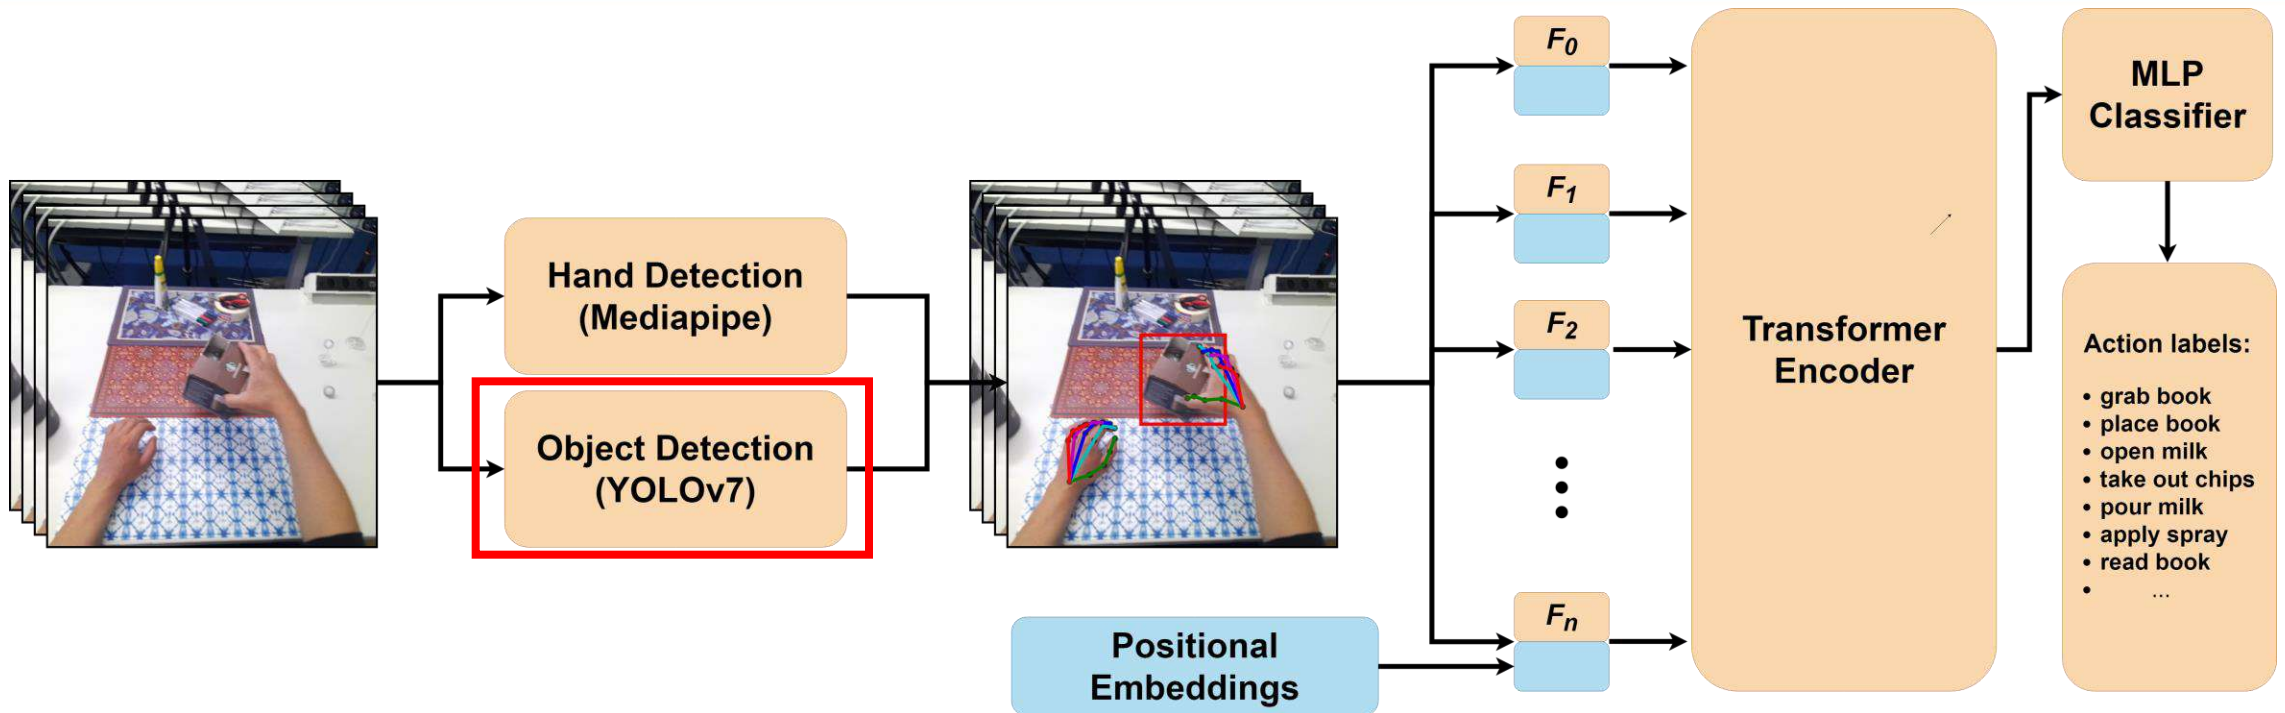 Hand Detection
(Mediapipe)
Object Detection
(YOLOv7)
F0
F1
F2
Fn
Positional
Embeddings
Transformer
Encoder
MLP
Classifier
Action labels:
• grab book
• place book
• open milk
• take out chips
• pour milk
• apply spray
• read book
• ...